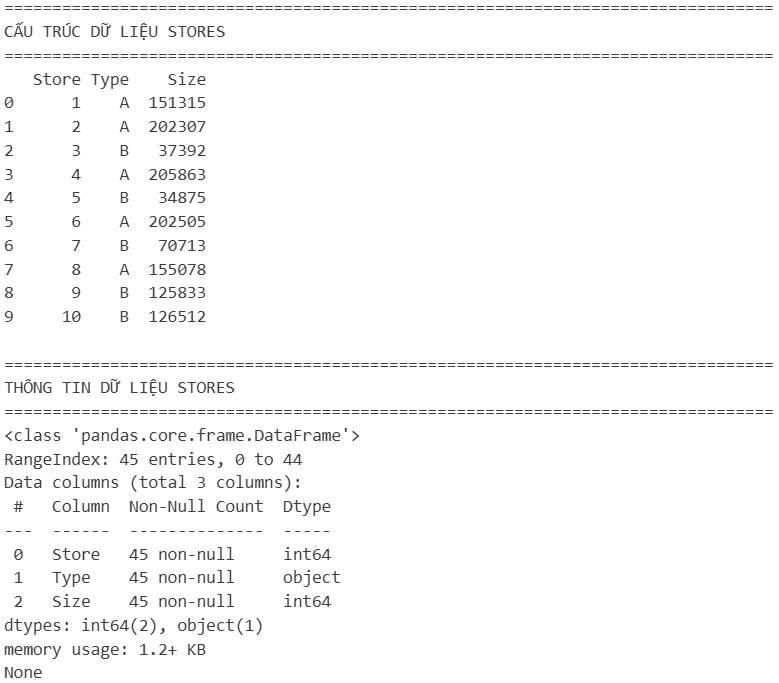 ================================================================================
CẤU TRÚC DỮ LIỆU STORES
================================================================================
   Store Type    Size
0      1    A  151315
1      2    A  202307
2      3    B   37392
3      4    A  205863
4      5    B   34875
5      6    A  202505
6      7    B   70713
7      8    A  155078
8      9    B  125833
9     10    B  126512

================================================================================
THÔNG TIN DỮ LIỆU STORES
================================================================================
<class 'pandas.core.frame.DataFrame'>
RangeIndex: 45 entries, 0 to 44
Data columns (total 3 columns):
 #   Column  Non-Null Count  Dtype 
---  ------  --------------  ----- 
 0   Store   45 non-null     int64 
 1   Type    45 non-null     object
 2   Size    45 non-null     int64 
dtypes: int64(2), object(1)
memory usage: 1.2+ KB
None